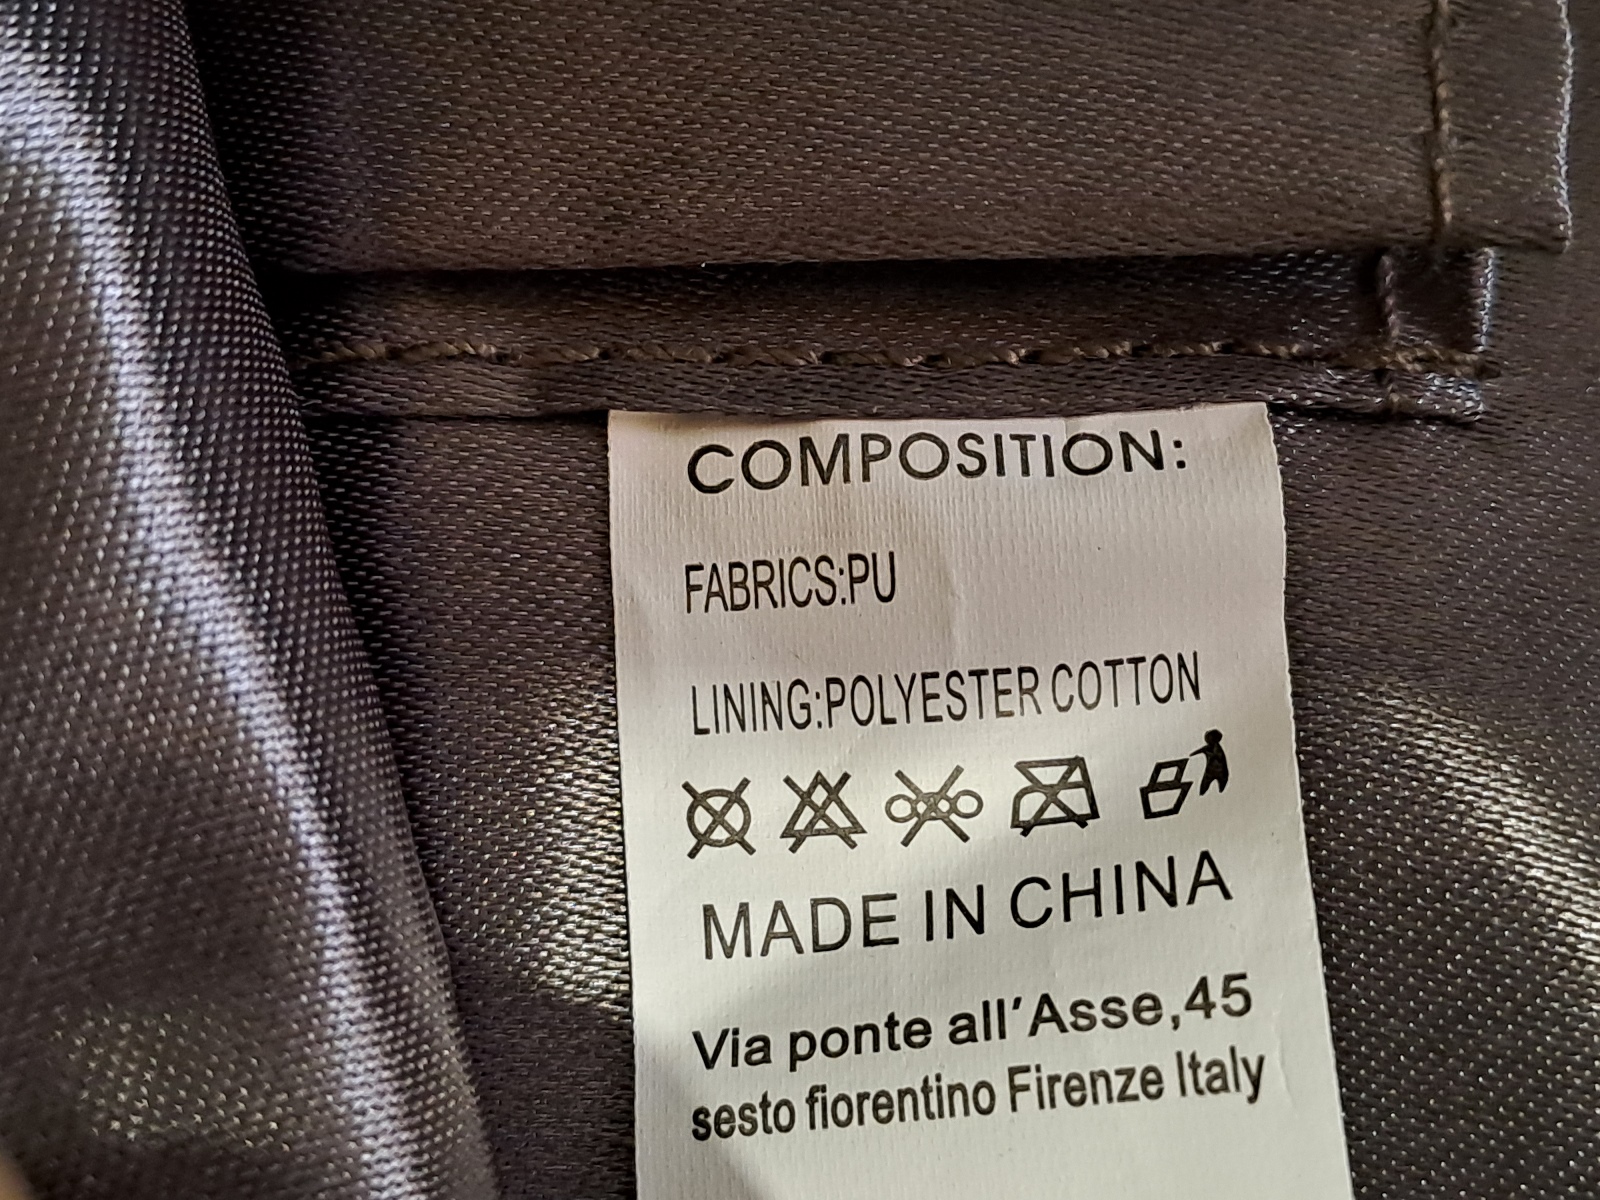 COMPOSITION:
FABRICS:PU
LINING:POLYESTER COTTON
MADE IN CHINA
Via ponte all'Asse,45
sesto fiorentino Firenze Italy